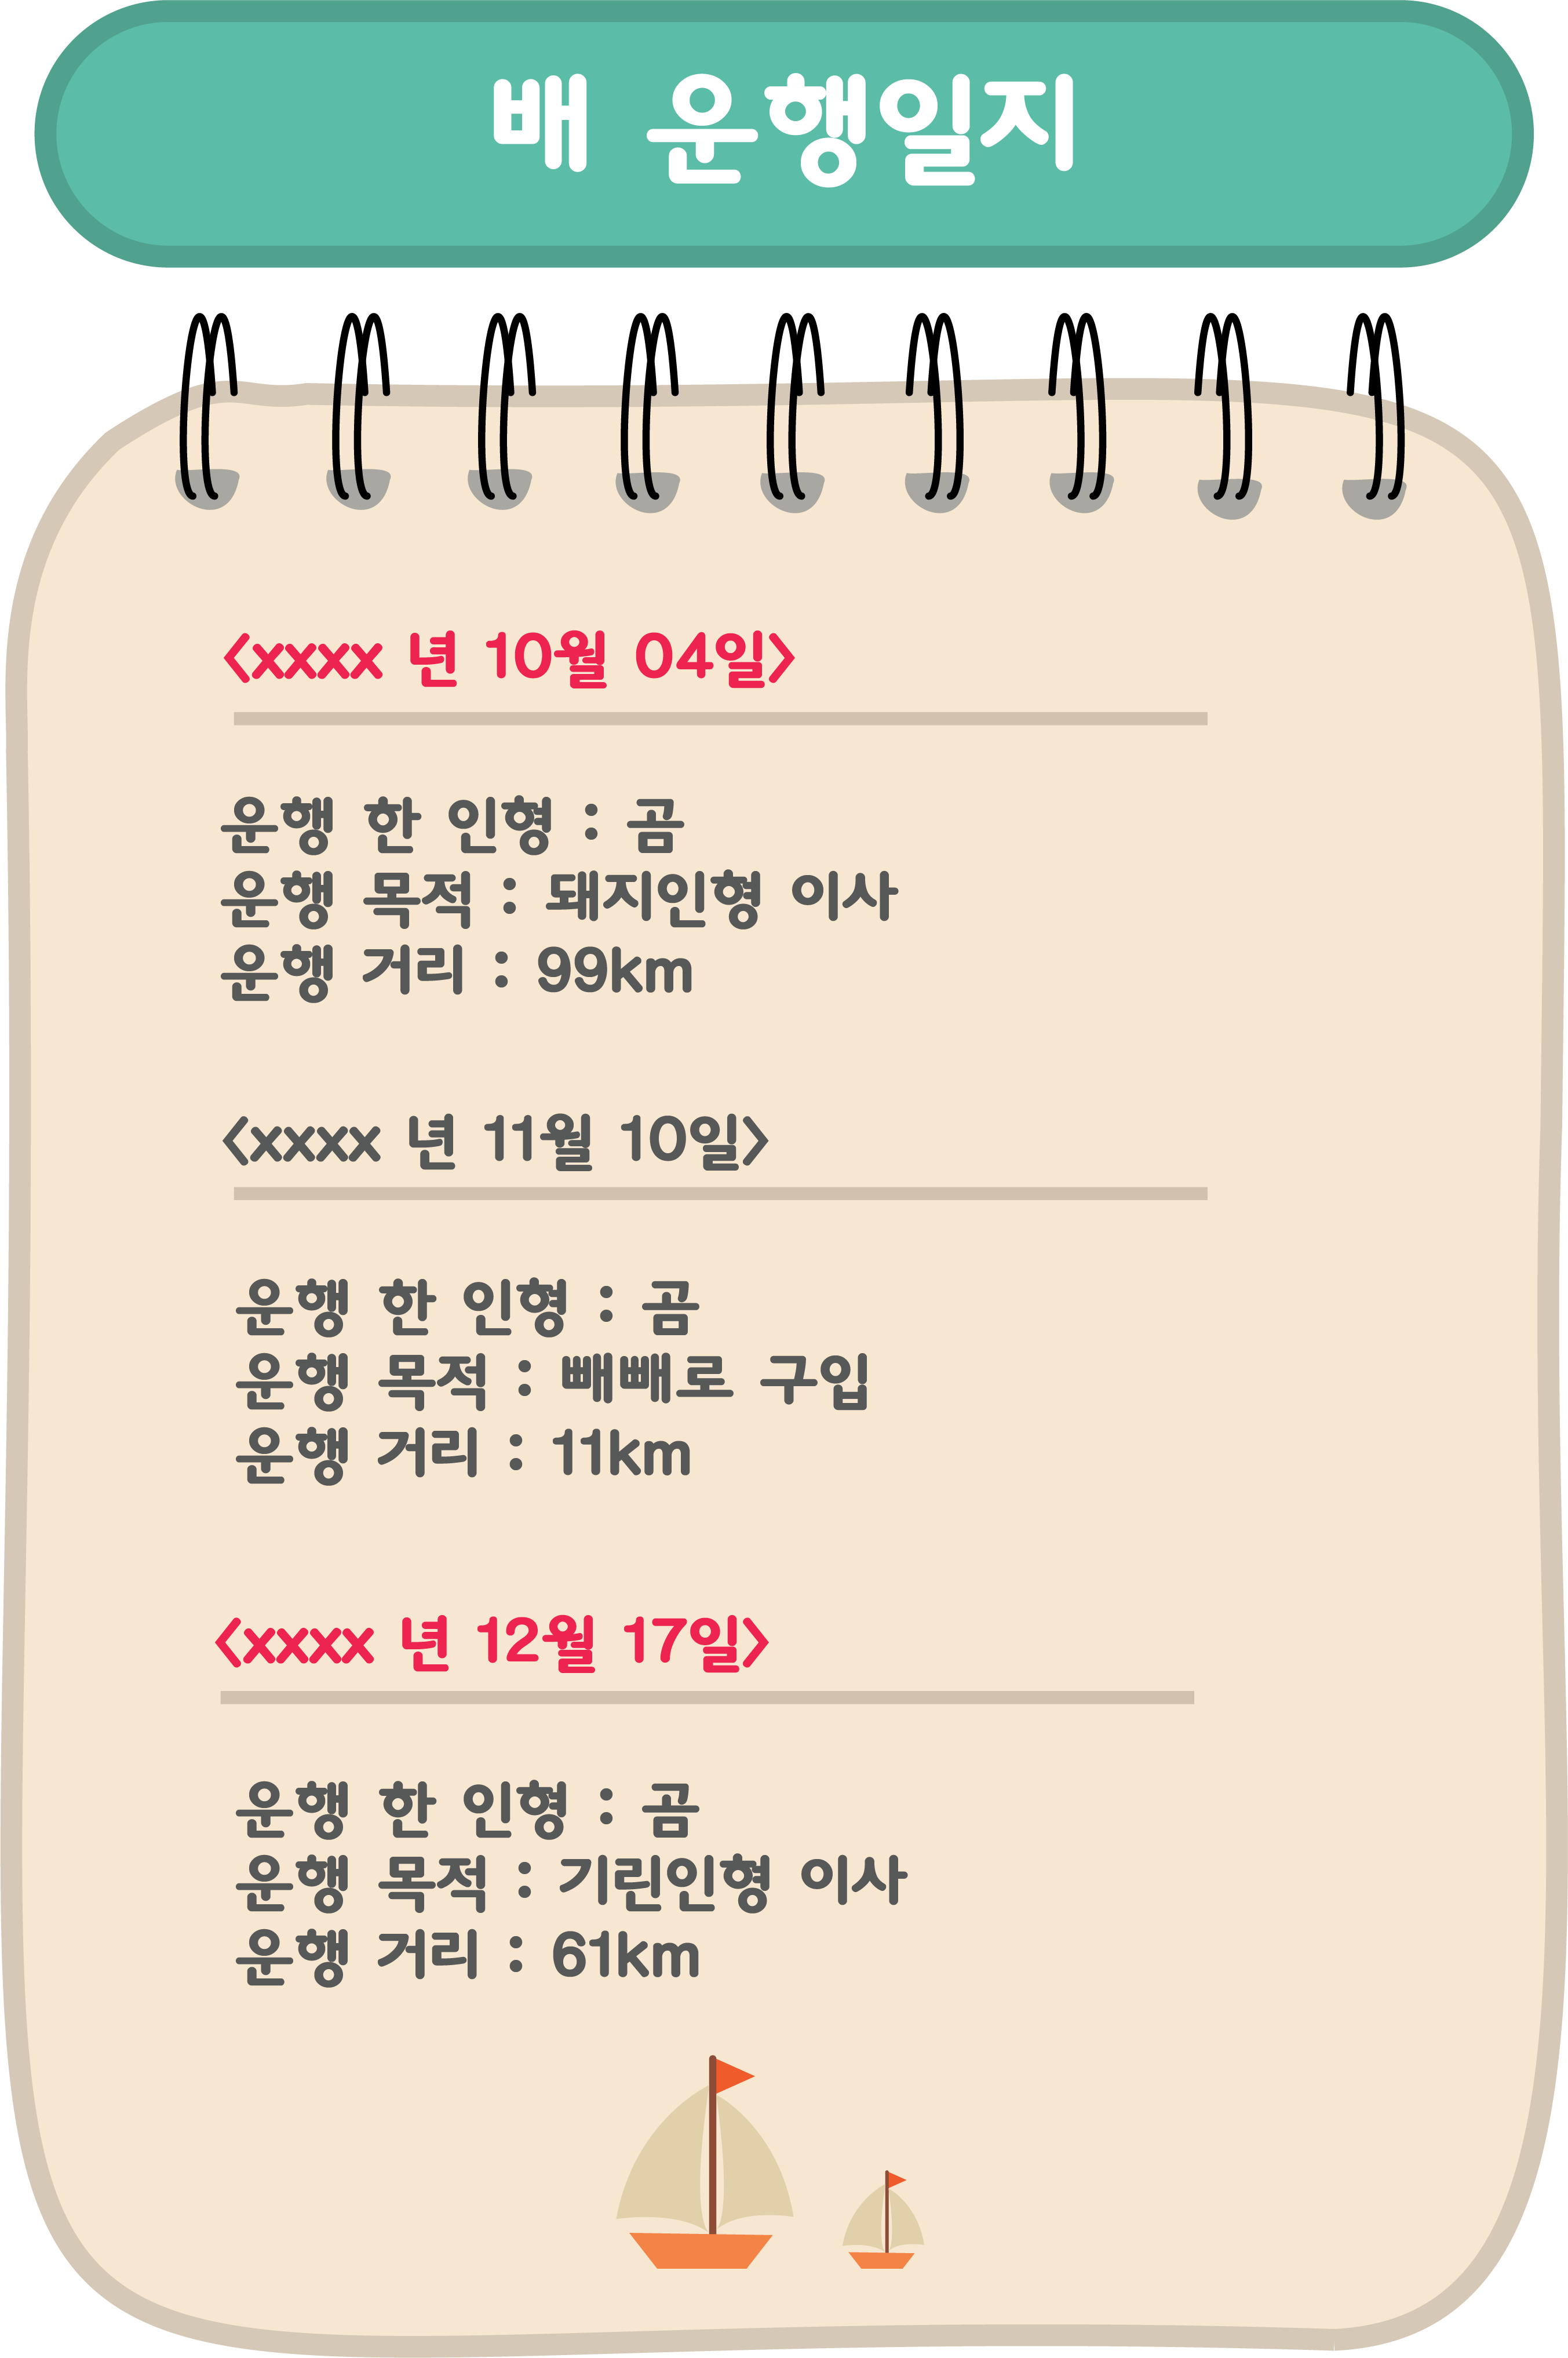 배 운행일지
<xxxx 년 10월 04일>
운행 한 인형 : 곰
운행 목적 : 돼지인형 이사
운행 거리 : 99km
<xxxx 년 11월 10일>
운행 한 인형 : 곰
운행 목적 : 빼빼로 구입
운행 거리 : 11km
<xxxx 년 12월 17일>
운행 한 인형 : 곰
운행 목적 : 기린인형 이사
운행 거리 : 61km